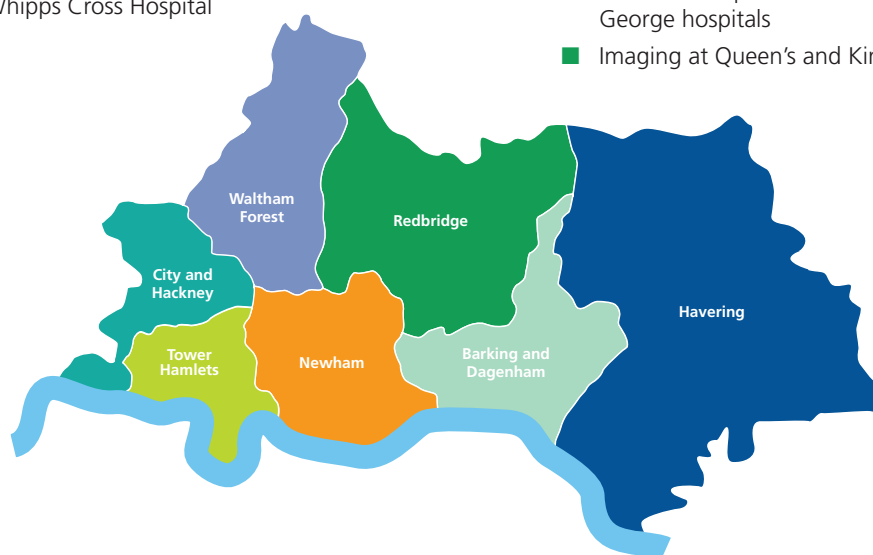 Whipps Cross Hospital
George hospitals
Imaging at Queen's and
Waltham
Forest
Redbridge
City and
Hackney
Havering
Tower
Hamlets
Newham
Barking and
Dagenham